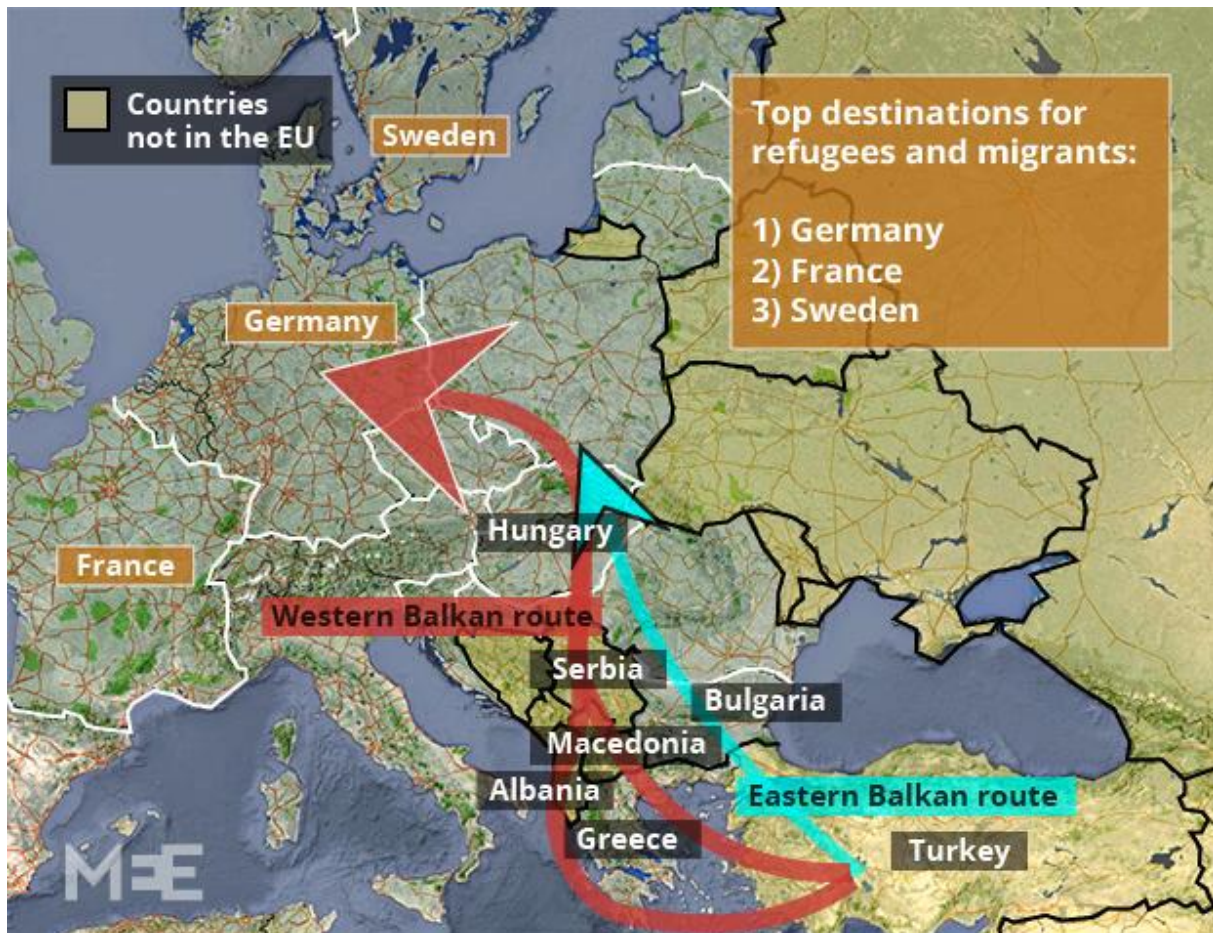 Countries
not in the EU
Sweden
Top destinations for
refugees and migrants:
1) Germany
2) France
3) Sweden
Germany
Hungary
France
Western Balkan route
Serbia
Bulgaria
Macedonia
Albania
Eastern Balkan route
Greece
Turkey
MEE